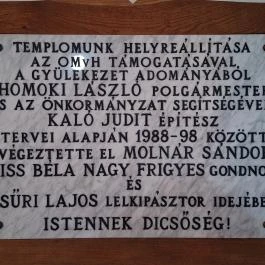 TEMPLOMUNK HELYREÁLLÍTÁSA
AZ OMvH TÁMOGATÁSÁVAL
A GYÜLEKEZET ADOMÁNYÁBÓL
HOMOKI LÁSZLÓ POLGÁRMESTER
ÉS AZ ÖNKORMÁNYZAT SEGÍTSÉGÉVEL
KALÓ JUDIT ÉPÍTÉSZ
TERVEI ALAPJÁN 1988-98 KÖZÖTT
VÉGEZTETTE EL MOLNÁR SÁNDOR
KISS BÉLA NAGY FRIGYES GONDNOK
ÉS
SÜRI LAJOS LELKIPÁSZTOR IDEJÉBEN
ISTENNEK DICSŐSÉG!